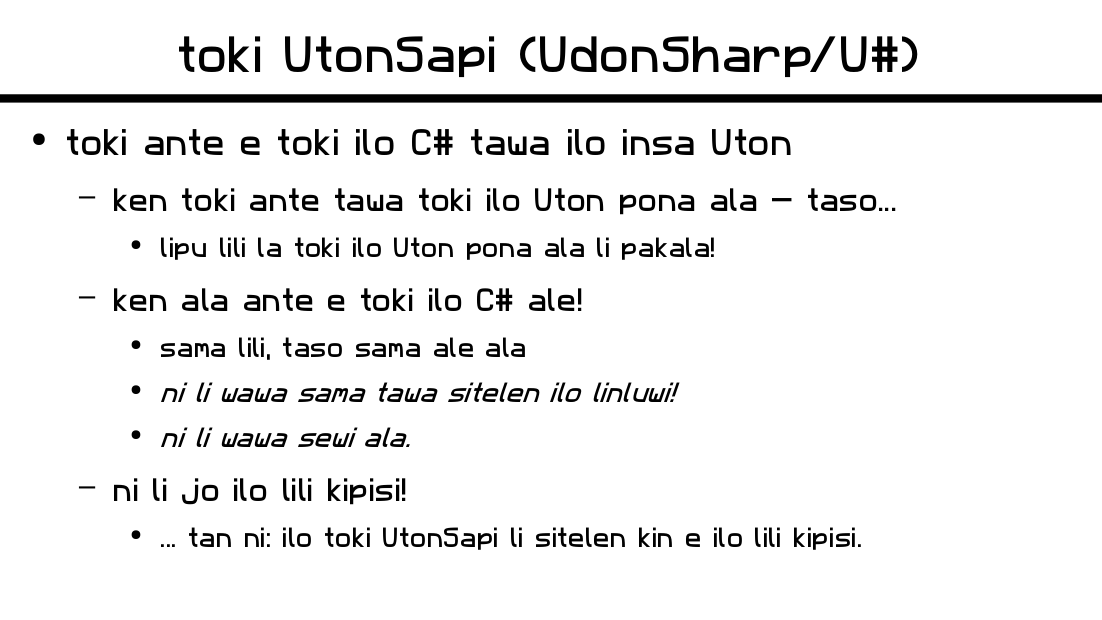 toki UtonSapi (UdonSharp/U#)
• toki ante e toki ilo C# tawa ilo insa Uton
– ken toki ante tawa toki ilo Uton pona ala – taso...
• lipu lili la toki ilo Uton pona ala li pakala!
– ken ala ante e toki ilo C# ale!
• sama lili, taso sama ale ala
• ni li wawa sama tawa sitelen ilo linluwi!
• ni li wawa sewi ala.
– ni li jo ilo lili kipisi!
• ... tan ni: ilo toki UtonSapi li sitelen kin e ilo lili kipisi.